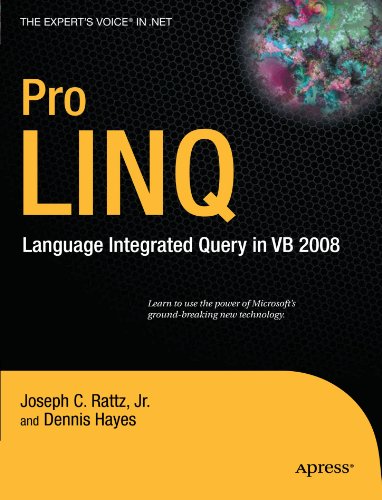 THE EXPERT'S VOICE® IN .NET
Pro
LINQ
Language Integrated Query in VB 2008
Learn to use the power of Microsoft's
ground-breaking new technology.
Joseph C. Rattz, Jr.
and Dennis Hayes
Apress®